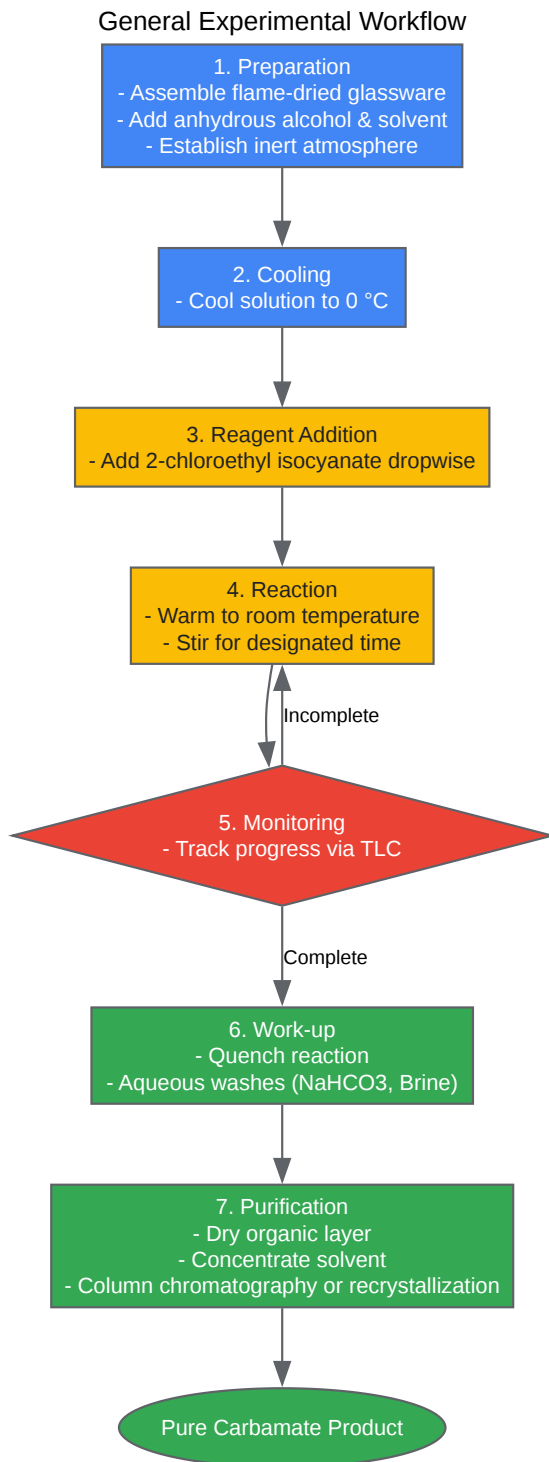 General Experimental Workflow
1. Preparation
- Assemble flame-dried glassware
- Add anhydrous alcohol & solvent
- Establish inert atmosphere
2. Cooling
- Cool solution to 0 °C
3. Reagent Addition
- Add 2-chloroethyl isocyanate dropwise
4. Reaction
- Warm to room temperature
- Stir for designated time
Incomplete
5. Monitoring
- Track progress via TLC
Complete
6. Work-up
- Quench reaction
- Aqueous washes (NaHCO3, Brine)
7. Purification
- Dry organic layer
- Concentrate solvent
- Column chromatography or recrystallization
Pure Carbamate Product